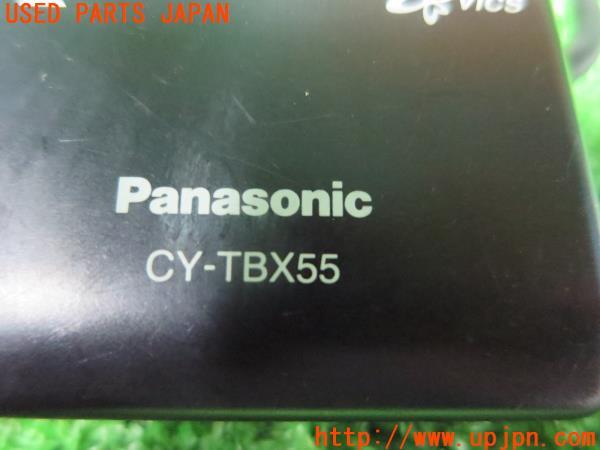 USED PARTS JAPAN
VICS
Panasonic
CY-TBX55
http://www.upjpn.com